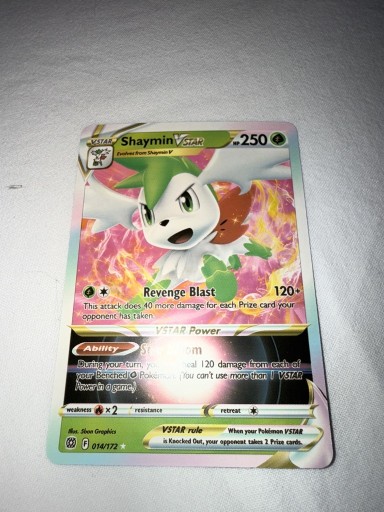 VSTAR Shaymin VSTAR HP 250
Evolves from Shaymin V
Revenge Blast 120+
This attack does 40 more damage for each Prize card your
opponent has taken.
VSTAR Power
Ability
During your turn, you heal 120 damage from each of
your Benched Pokémon. (You can't use more than 1 VSTAR
Power in a game.)
weakness ×2 resistance retreat
Illus. 5ban Graphics
F 014/172
VSTAR rule When your Pokémon VSTAR
is Knocked Out, your opponent takes 2 Prize cards.